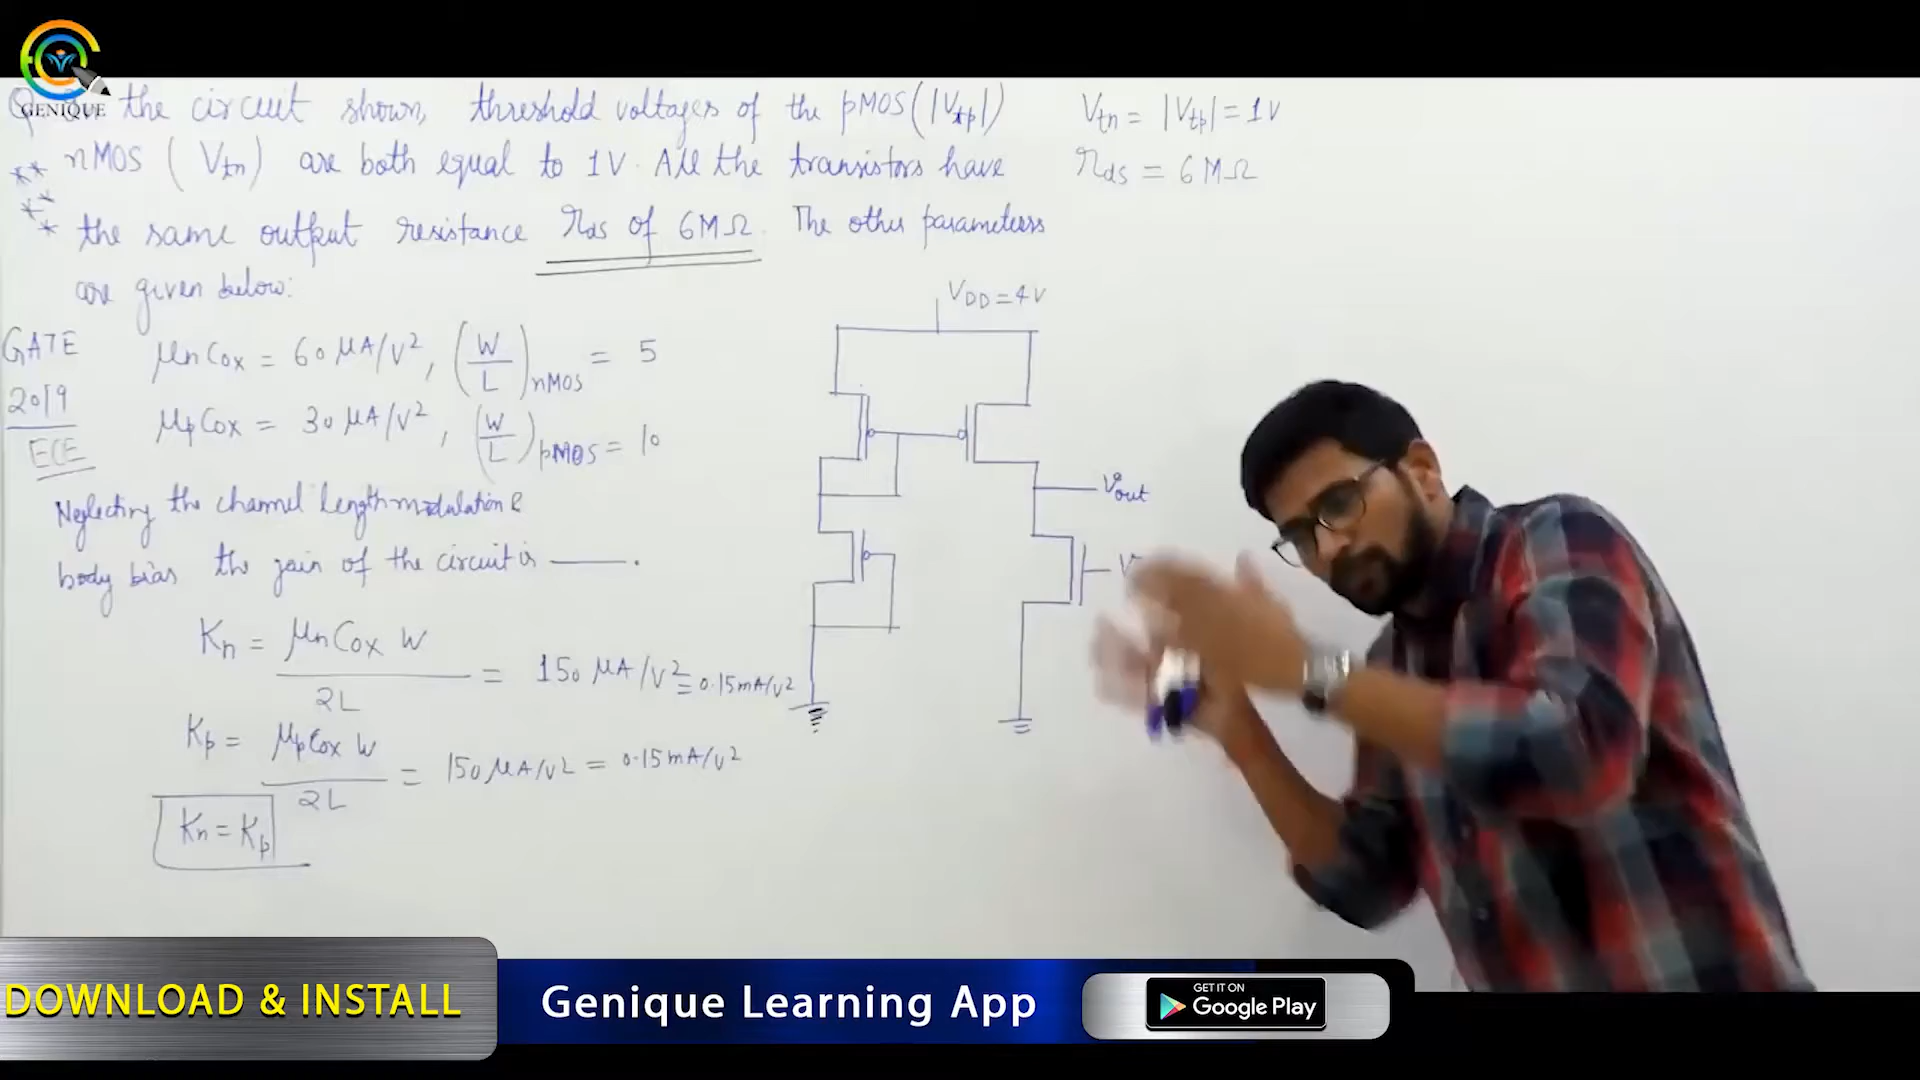 GENIQUE
the circuit shown, threshold voltages of the pMOS (|Vtp|)
** nMOS ( Vtn) are both equal to 1V. All the transistors have
** the same output resistance rds of 6MΩ. The other parameters
are given below:
Vtn = |Vtp| = 1V
rds = 6MΩ
GATE 2019 ECE
μnCox = 60 μA/V², (W/L)nMOS = 5
μpCox = 30 μA/V², (W/L)pMOS = 10
Neglecting the channel length modulation &
body bias the gain of the circuit is ____.
VDD = 4V
Vout
Kn = μnCox W / 2L = 150 μA/V² = 0.15mA/V²
Kp = μpCox W / 2L = 150 μA/V² = 0.15mA/V²
Kn = Kp
DOWNLOAD & INSTALL
Genique Learning App
GET IT ON
Google Play